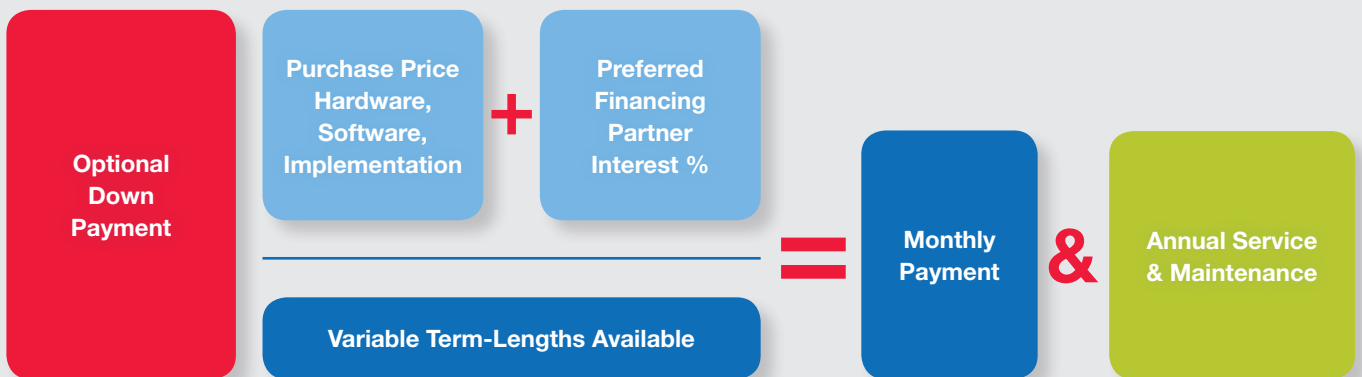 Optional
Down
Payment
Purchase Price
Hardware,
Software,
Implementation
+
Preferred
Financing
Partner
Interest %
Variable Term-Lengths Available
=
Monthly
Payment
&
Annual Service
& Maintenance